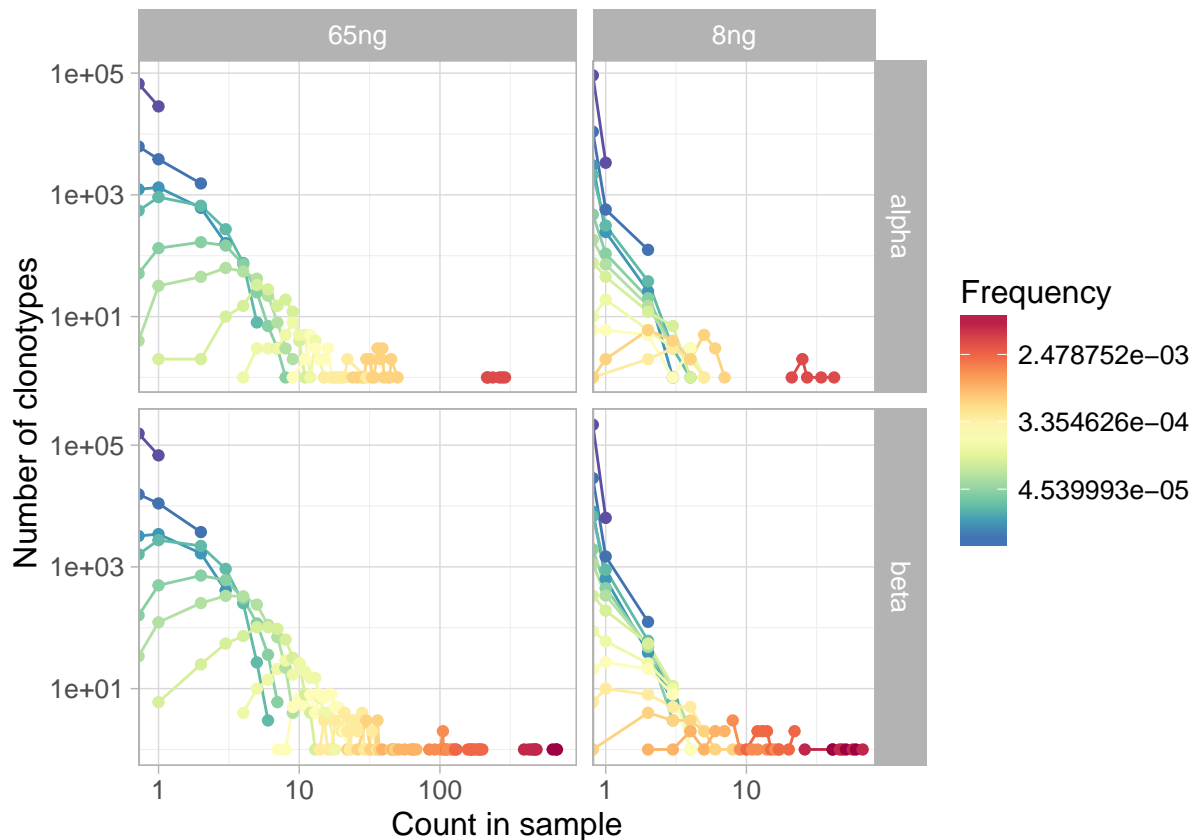 65ng
8ng
Number of clonotypes
1e+05
1e+03
1e+01
alpha
1e+05
1e+03
1e+01
beta
1
10
100
1
10
Count in sample
Frequency
2.478752e−03
3.354626e−04
4.539993e−05